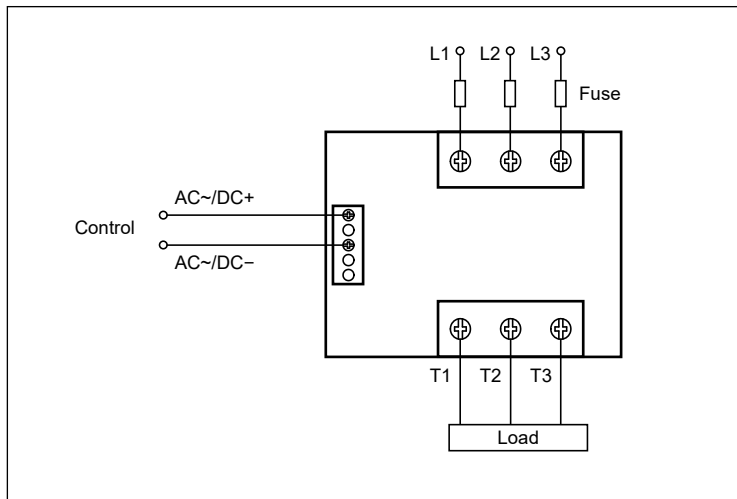 L1 L2 L3
Fuse
AC~/DC+
Control
AC~/DC−
T1 T2 T3
Load